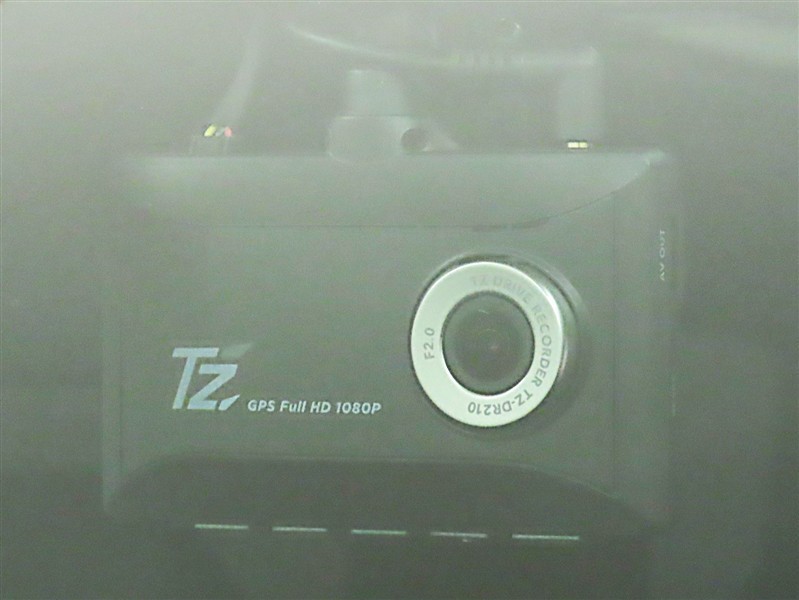 AV OUT
TZ DRIVE RECORDER TZ-DR210
F2.0
TZ
GPS Full HD 1080P